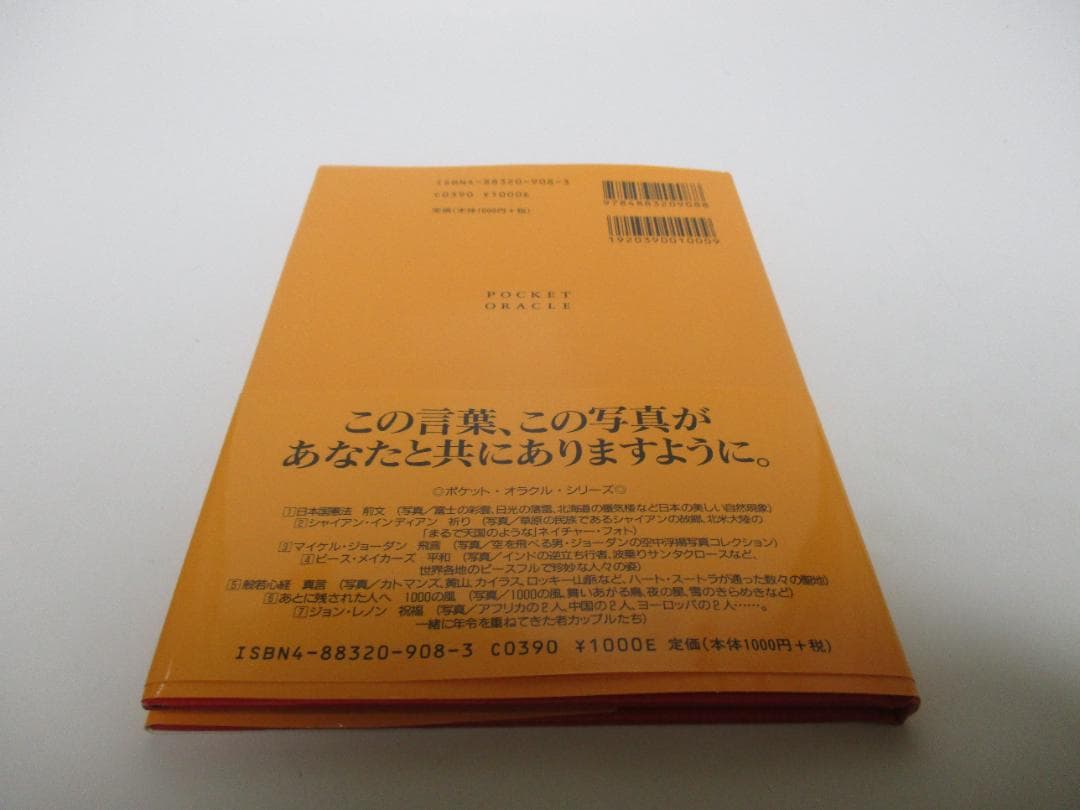 ISBN4-88320-908-3
C0390 ¥1000E
定価(本体1000円+税)
9784883209088
1920390010009
POCKET
ORACLE
この言葉、この写真が
あなたと共にありますように。
◎ポケット・オラクル・シリーズ◎
1 日本国憲法 前文 (写真/富士の彩雲、日光の落雷、北海道の蜃気楼など日本の美しい自然現象)
2 シャイアン・インディアン 祈り (写真/草原の民族であるシャイアンの故郷、北米大陸の
「まるで天国のような」ネイチャー・フォト)
3 マイケル・ジョーダン 飛言 (写真/空を飛べる男・ジョーダンの空中浮揚写真コレクション)
4 ピース・メイカーズ 平和 (写真/インドの逆立ち行者、波乗りサンタクロースなど、
世界各地のピースフルで珍妙な人々の姿)
5 般若心経 真言 (写真/カトマンズ、黄山、カイラス、ロッキー山脈など、ハート・スートラが通った数々の聖地)
6 あとに残された人へ 1000の風 (写真/1000の風、舞いあがる鳥、夜の星、雪のきらめきなど)
7 ジョン・レノン 祝福 (写真/アフリカの2人、中国の2人、ヨーロッパの2人……。
一緒に年令を重ねてきた老カップルたち)
ISBN4-88320-908-3 C0390 ¥1000E 定価(本体1000円+税)